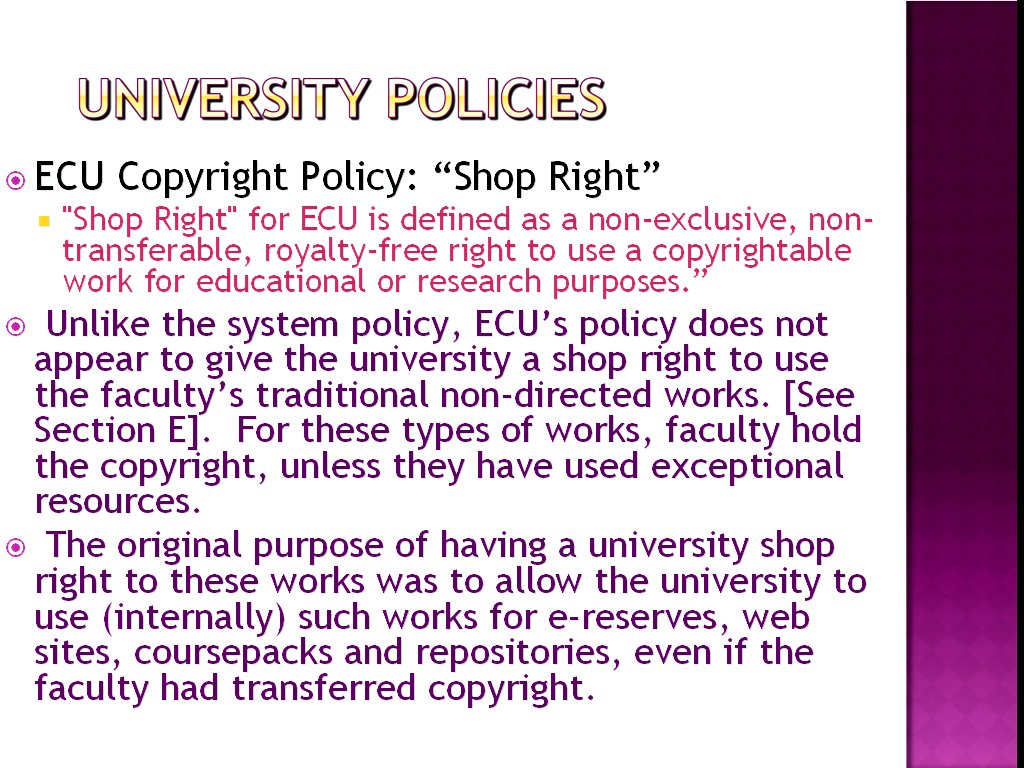 UNIVERSITY POLICIES
ECU Copyright Policy: “Shop Right”
"Shop Right" for ECU is defined as a non-exclusive, non-
transferable, royalty-free right to use a copyrightable
work for educational or research purposes.”
Unlike the system policy, ECU’s policy does not
appear to give the university a shop right to use
the faculty’s traditional non-directed works. [See
Section E].  For these types of works, faculty hold
the copyright, unless they have used exceptional
resources.
The original purpose of having a university shop
right to these works was to allow the university to
use (internally) such works for e-reserves, web
sites, coursepacks and repositories, even if the
faculty had transferred copyright.